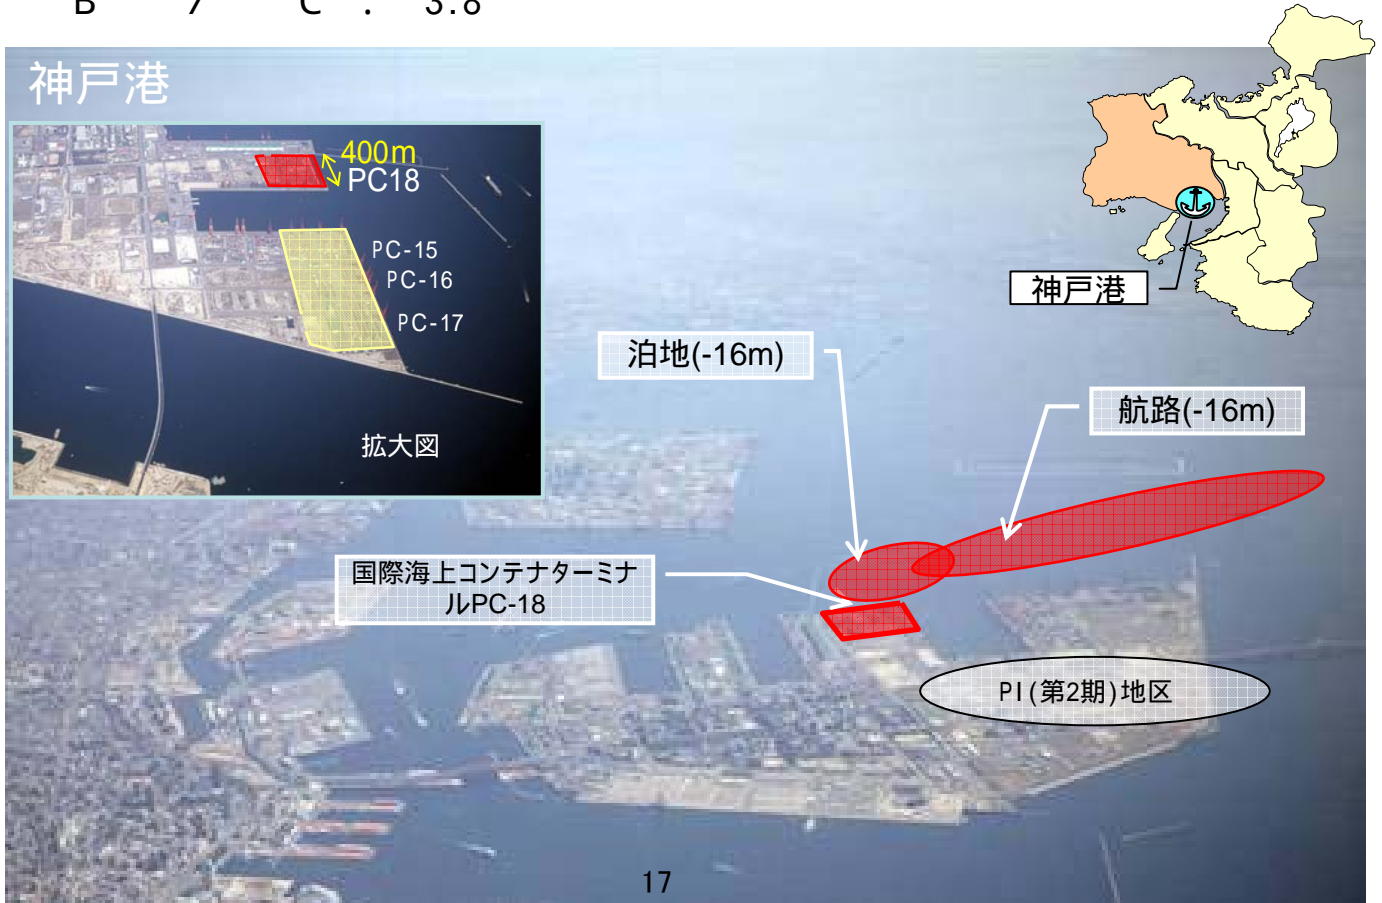 B / C : 3.8
神戸港
400m
PC18
PC-15
PC-16
PC-17
拡大図
神戸港
泊地(-16m)
航路(-16m)
国際海上コンテナターミナ
ルPC-18
PI(第2期)地区
17